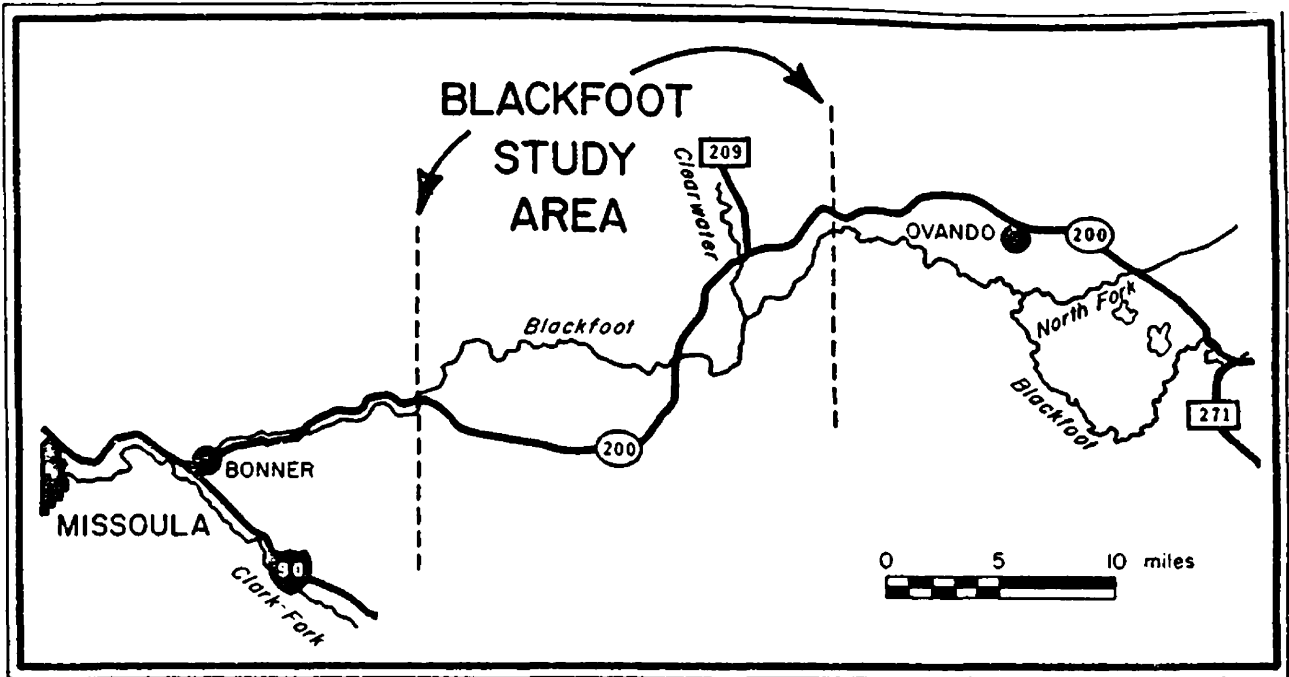 BLACKFOOT
STUDY
AREA
209
Clearwater
OVANDO
200
North Fork
Blackfoot
Blackfoot
271
200
BONNER
MISSOULA
90
Clark-Fork
0 5 10 miles